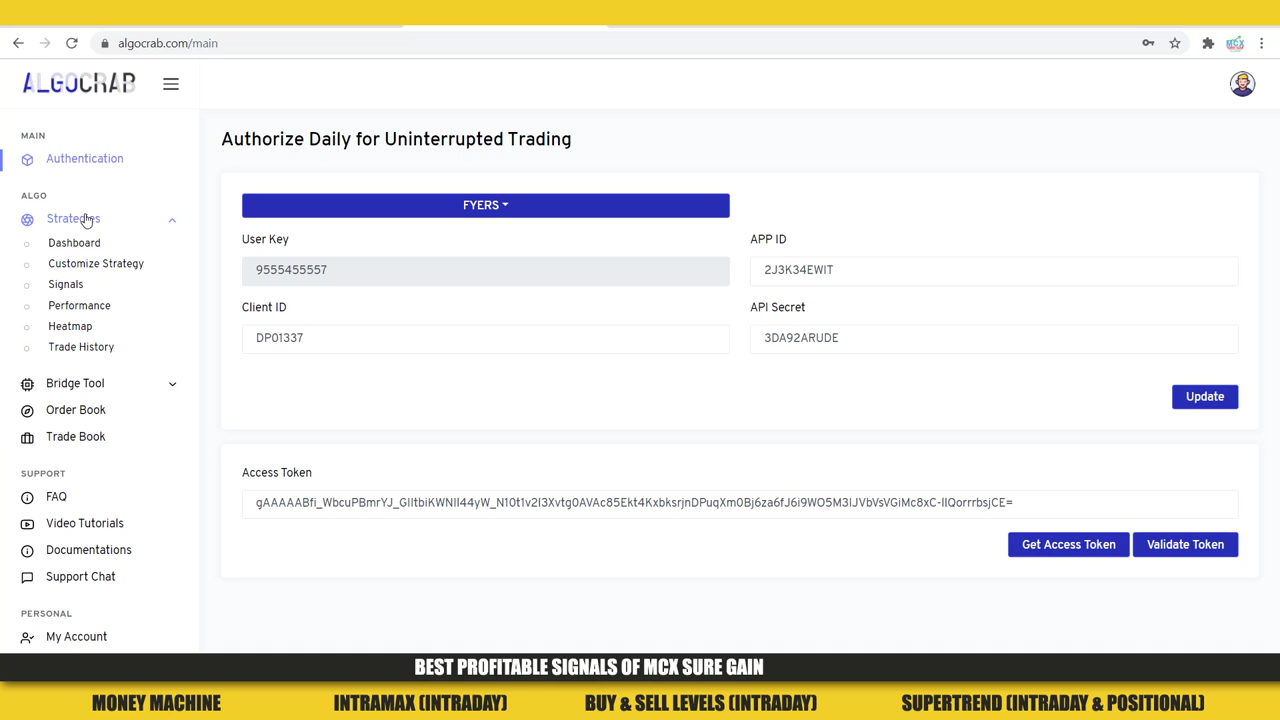 algocrab.com/main
ALGOCRAB
MAIN
Authentication
ALGO
Strategies
Dashboard
Customize Strategy
Signals
Performance
Heatmap
Trade History
Bridge Tool
Order Book
Trade Book
SUPPORT
FAQ
Video Tutorials
Documentations
Support Chat
PERSONAL
My Account
Authorize Daily for Uninterrupted Trading
FYERS
User Key
APP ID
9555455557
2J3K34EWIT
Client ID
API Secret
DP01337
3DA92ARUDE
Update
Access Token
Get Access Token Validate Token
BEST PROFITABLE SIGNALS OF MCX SURE GAIN
MONEY MACHINE INTRAMAX (INTRADAY) BUY & SELL LEVELS (INTRADAY) SUPERTREND (INTRADAY & POSITIONAL)